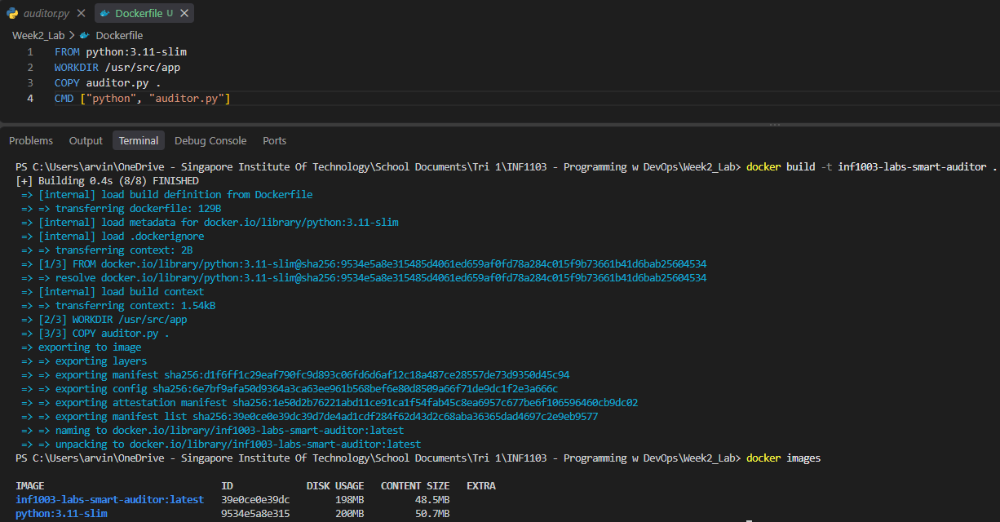 auditor.py
Dockerfile U
Week2_Lab > Dockerfile
1 FROM python:3.11-slim
2 WORKDIR /usr/src/app
3 COPY auditor.py .
4 CMD ["python", "auditor.py"]
Problems Output Terminal Debug Console Ports
PS C:\Users\arvin\OneDrive - Singapore Institute Of Technology\School Documents\Tri 1\INF1103 - Programming w DevOps\Week2_Lab> docker build -t inf1003-labs-smart-auditor .
[+] Building 0.4s (8/8) FINISHED
=> [internal] load build definition from Dockerfile
=> => transferring dockerfile: 129B
=> [internal] load metadata for docker.io/library/python:3.11-slim
=> [internal] load .dockerignore
=> => transferring context: 2B
=> [1/3] FROM docker.io/library/python:3.11-slim@sha256:9534e5a8e315485d4061ed659af0fd78a284c015f9b73661b41d6bab25604534
=> => resolve docker.io/library/python:3.11-slim@sha256:9534e5a8e315485d4061ed659af0fd78a284c015f9b73661b41d6bab25604534
=> [internal] load build context
=> => transferring context: 1.54kB
=> [2/3] WORKDIR /usr/src/app
=> [3/3] COPY auditor.py .
=> exporting to image
=> => exporting layers
=> => exporting manifest sha256:d1f6ff1c29eaf790fc9d893c06fd6d6af12c18a487ce28557de73d9350d45c94
=> => exporting config sha256:6e7bf9afa50d9364a3ca63ee961b568bef6e80d8509a66f71de9dc1f2e3a666c
=> => exporting attestation manifest sha256:1e50d2b76221abd11ce91ca1f54fab45c8ea6957c677be6f106596460cb9dc02
=> => exporting manifest list sha256:39e0ce0e39dc39d7de4ad1cdf284f62d43d2c68aba36365dad4697c2e9eb9577
=> => naming to docker.io/library/inf1003-labs-smart-auditor:latest
=> => unpacking to docker.io/library/inf1003-labs-smart-auditor:latest
PS C:\Users\arvin\OneDrive - Singapore Institute Of Technology\School Documents\Tri 1\INF1103 - Programming w DevOps\Week2_Lab> docker images
IMAGE ID DISK USAGE CONTENT SIZE EXTRA
inf1003-labs-smart-auditor:latest 39e0ce0e39dc 198MB 48.5MB
python:3.11-slim 9534e5a8e315 200MB 50.7MB